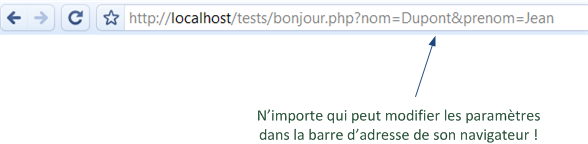 http://localhost/tests/bonjour.php?nom=Dupont&prenom=Jean
N'importe qui peut modifier les paramètres
dans la barre d'adresse de son navigateur !